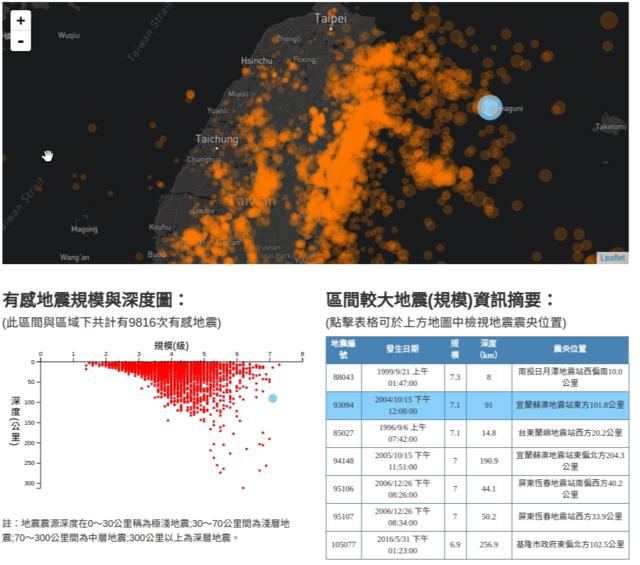 +
-
Wuqiu
Taiwan Strait
Taipei
Zhongli
Hsinchu
Fuxing
Miaoli
Yuanli
Taichung
Changhua
Taiwan
Douliu
Kouhu
Magong
Wang'an
Taketomi
Taiwan Strait
Leaflet
有感地震規模與深度圖：
(此區間與區域下共計有9816次有感地震)
規模(級)
0 1 2 3 4 5 6 7 8
0
50
100
150
200
250
300
深度(公里)
註：地震震源深度在0～30公里稱為極淺地震;30～70公里間為淺層地
震;70～300公里間為中層地震;300公里以上為深層地震。
區間較大地震(規模)資訊摘要：
(點擊表格可於上方地圖中檢視地震震央位置)
地震編號 發生日期 規模 深度(km) 震央位置
88043 1999/9/21 上午 01:47:00 7.3 8 南投日月潭地震站西偏南10.0公里
93094 2004/10/15 下午 12:08:00 7.1 91 宜蘭蘇澳地震站東方101.8公里
85027 1996/9/6 上午 07:42:00 7.1 14.8 台東蘭嶼地震站西方20.2公里
94148 2005/10/15 下午 11:51:00 7 190.9 宜蘭蘇澳地震站東偏北方204.3公里
95106 2006/12/26 下午 08:26:00 7 44.1 屏東恆春地震站南偏西方40.2公里
95107 2006/12/26 下午 08:34:00 7 50.2 屏東恆春地震站西方33.9公里
105077 2016/5/31 下午 01:23:00 6.9 256.9 基隆市政府東偏北方102.5公里